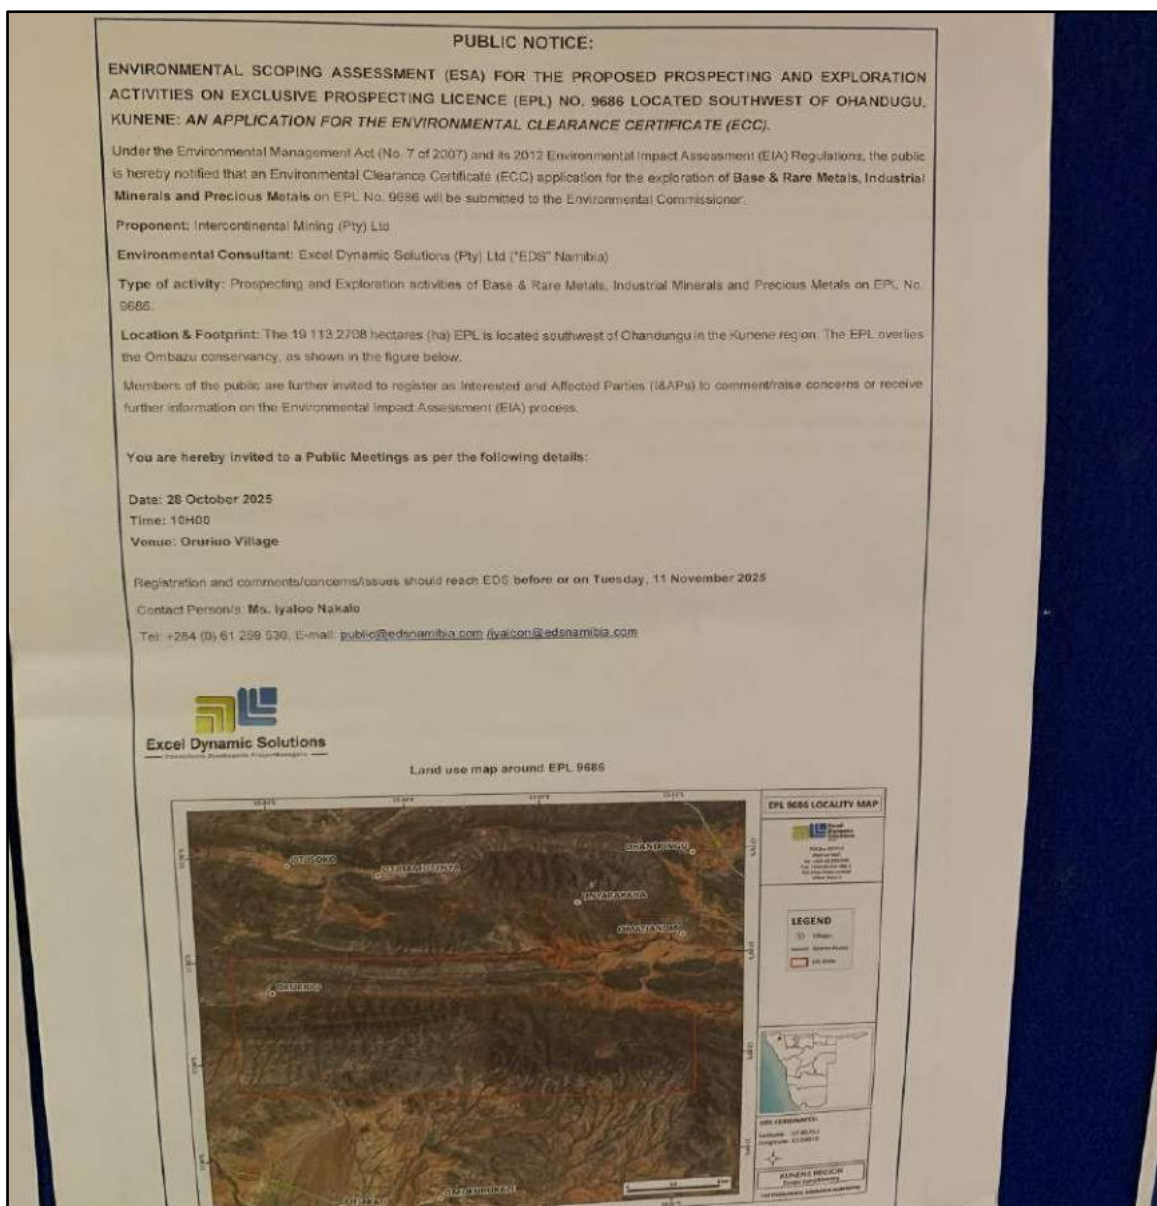 PUBLIC NOTICE:
ENVIRONMENTAL SCOPING ASSESSMENT (ESA) FOR THE PROPOSED PROSPECTING AND EXPLORATION
ACTIVITIES ON EXCLUSIVE PROSPECTING LICENCE (EPL) NO. 9686 LOCATED SOUTHWEST OF OHANDUGU,
KUNENE: AN APPLICATION FOR THE ENVIRONMENTAL CLEARANCE CERTIFICATE (ECC).
Under the Environmental Management Act (No. 7 of 2007) and its 2012 Environmental Impact Assessment (EIA) Regulations, the public
is hereby notified that an Environmental Clearance Certificate (ECC) application for the exploration of Base & Rare Metals, Industrial
Minerals and Precious Metals on EPL No. 9686 will be submitted to the Environmental Commissioner.
Proponent: Intercontinental Mining (Pty) Ltd
Environmental Consultant: Excel Dynamic Solutions (Pty) Ltd ("EDS" Namibia)
Type of activity: Prospecting and Exploration activities of Base & Rare Metals, Industrial Minerals and Precious Metals on EPL No.
9686.
Location & Footprint: The 19 113.2708 hectares (ha) EPL is located southwest of Ohandungu in the Kunene region. The EPL overlies
the Ombazu conservancy, as shown in the figure below.
Members of the public are further invited to register as Interested and Affected Parties (I&APs) to comment/raise concerns or receive
further information on the Environmental Impact Assessment (EIA) process.
You are hereby invited to a Public Meetings as per the following details:
Date: 28 October 2025
Time: 10H00
Venue: Oruriuo Village
Registration and comments/concerns/issues should reach EDS before or on Tuesday, 11 November 2025
Contact Person/s: Ms. Iyaloo Nakale
Tel: +264 (0) 61 259 530, E-mail: public@edsnamibia.com /iyalcon@edsnamibia.com
Excel Dynamic Solutions
Land use map around EPL 9686
EPL 9686 LOCALITY MAP
OHANDUNGU
LEGEND
Villages
KUNENE REGION